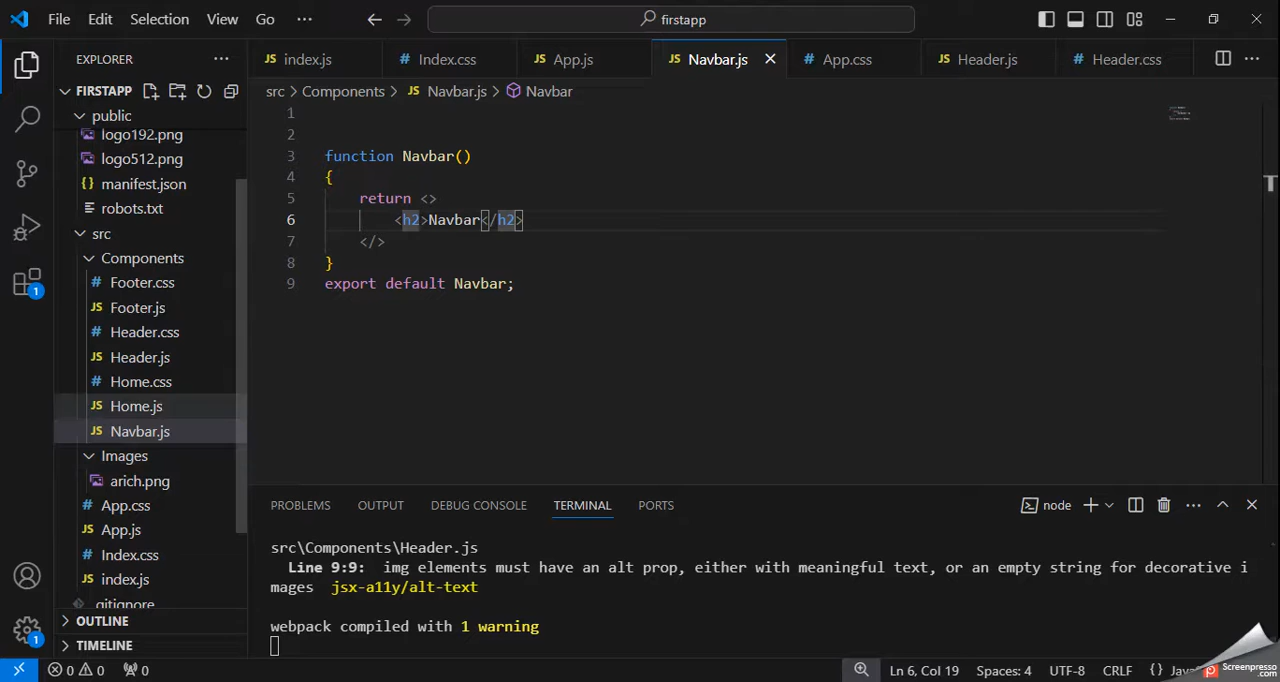 File Edit Selection View Go ··· firstapp
EXPLORER ···
index.js
Index.css
App.js
Navbar.js
App.css
Header.js
Header.css
FIRSTAPP
src > Components > Navbar.js > Navbar
public
logo192.png
logo512.png
manifest.json
robots.txt
src
Components
Footer.css
Footer.js
Header.css
Header.js
Home.css
Home.js
Navbar.js
Images
arich.png
App.css
App.js
Index.css
index.js
.gitignore
OUTLINE
TIMELINE
1
1
1
2
3 function Navbar()
4 {
5 return <>
6 <h2>Navbar</h2>
7 </>
8 }
9 export default Navbar;
PROBLEMS OUTPUT DEBUG CONSOLE TERMINAL PORTS node
src\Components\Header.js
Line 9:9: img elements must have an alt prop, either with meaningful text, or an empty string for decorative i
mages jsx-a11y/alt-text
webpack compiled with 1 warning
0 0 0 Ln 6, Col 19 Spaces: 4 UTF-8 CRLF {}
Screenpresso
.com